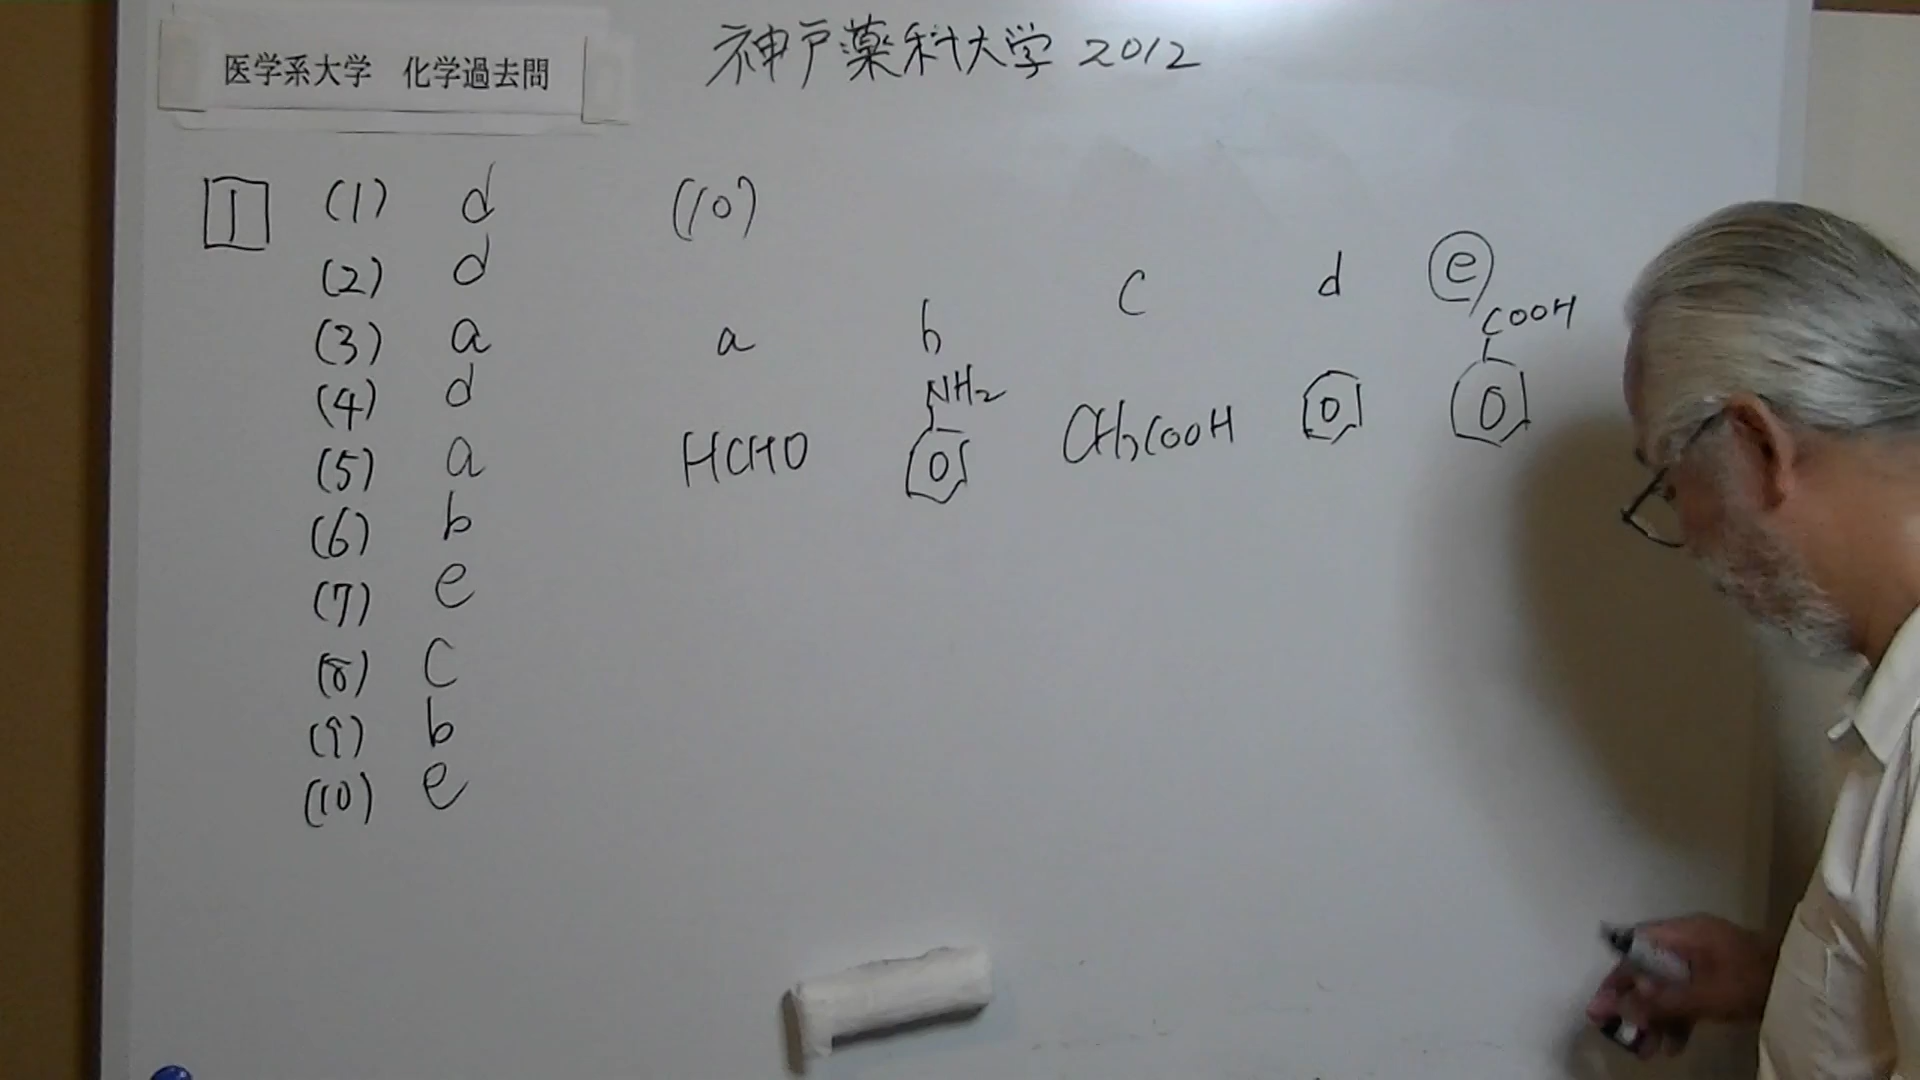 医学系大学 化学過去問
神戸薬科大学 2012
1 (1) d
(2) d
(3) a
(4) d
(5) a
(6) b
(7) e
(8) c
(9) b
(10) e
(10)
a b c d e
HCHO NH2 CH3COOH COOH